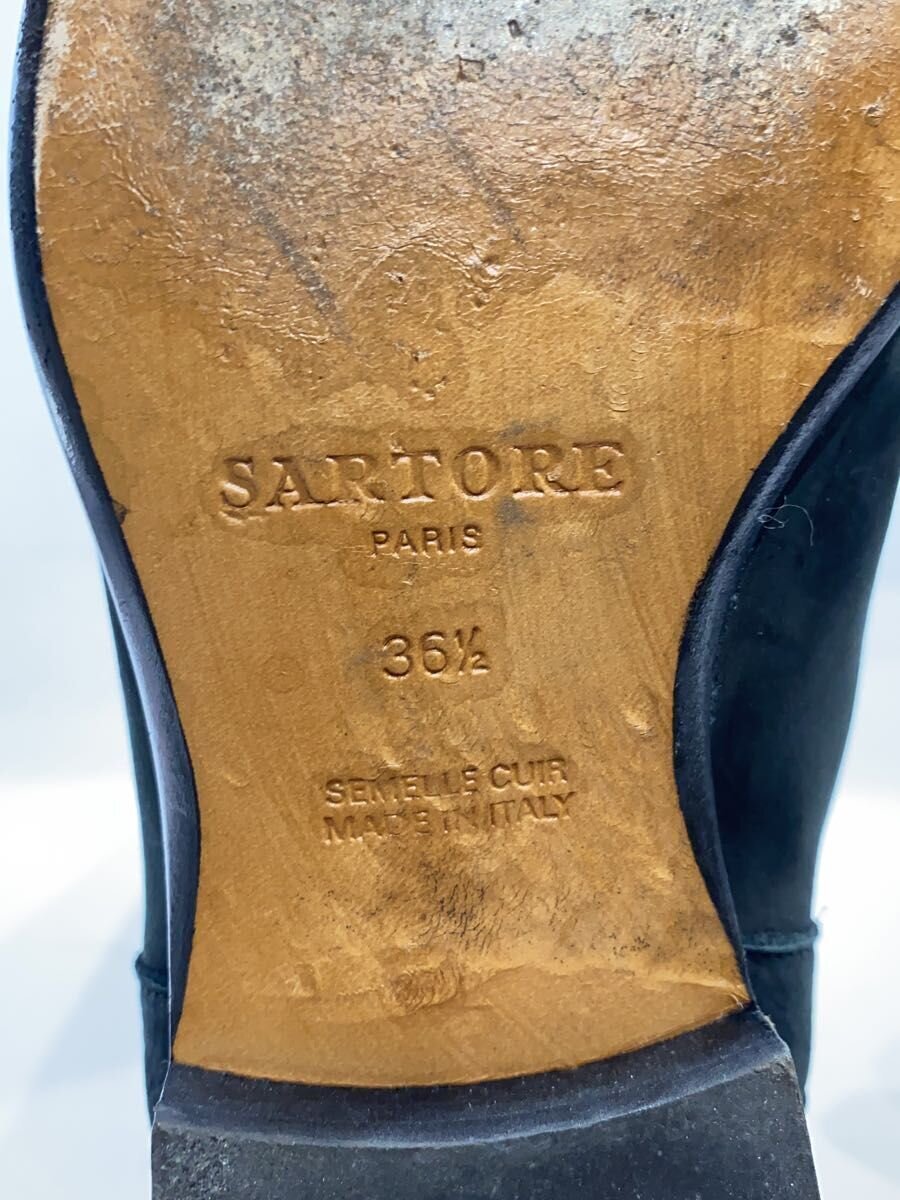 SARTORE
PARIS
36½
SEMELLE CUIR
MADE IN ITALY